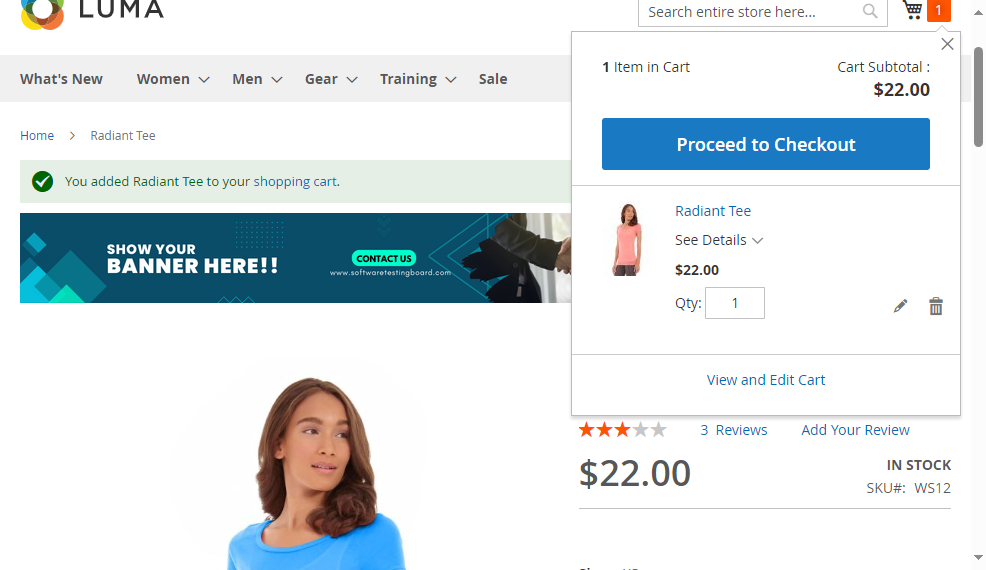 LUMA
Search entire store here...
1
What's New Women Men Gear Training Sale
1 Item in Cart
Cart Subtotal :
$22.00
Proceed to Checkout
Home Radiant Tee
You added Radiant Tee to your shopping cart.
SHOW YOUR
BANNER HERE!!
CONTACT US
www.softwaretestingboard.com
Radiant Tee
See Details
$22.00
Qty: 1
View and Edit Cart
3 Reviews Add Your Review
$22.00
IN STOCK
SKU#: WS12